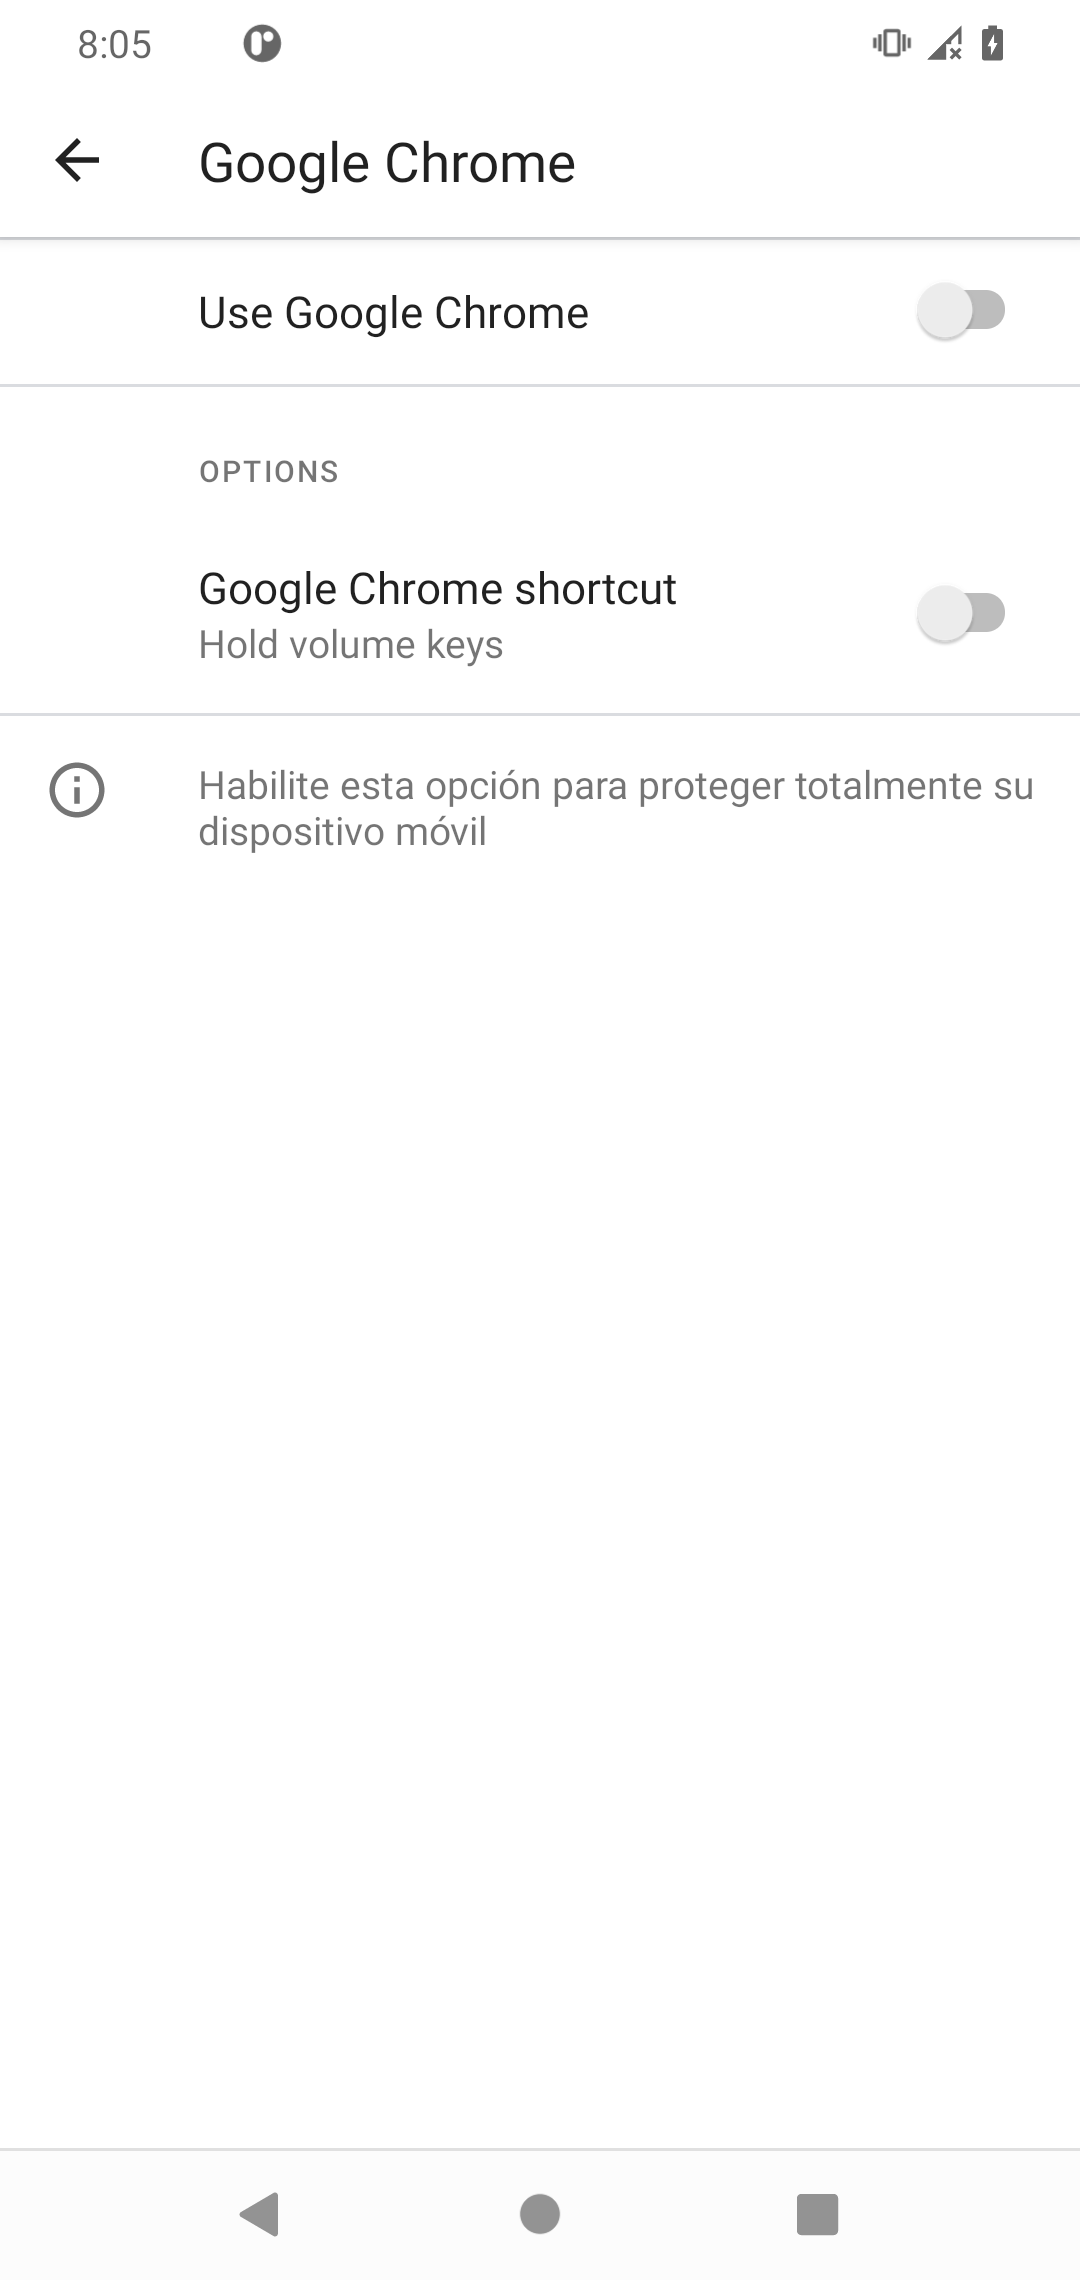 8:05
Google Chrome
Use Google Chrome
OPTIONS
Google Chrome shortcut
Hold volume keys
Habilite esta opción para proteger totalmente su
dispositivo móvil